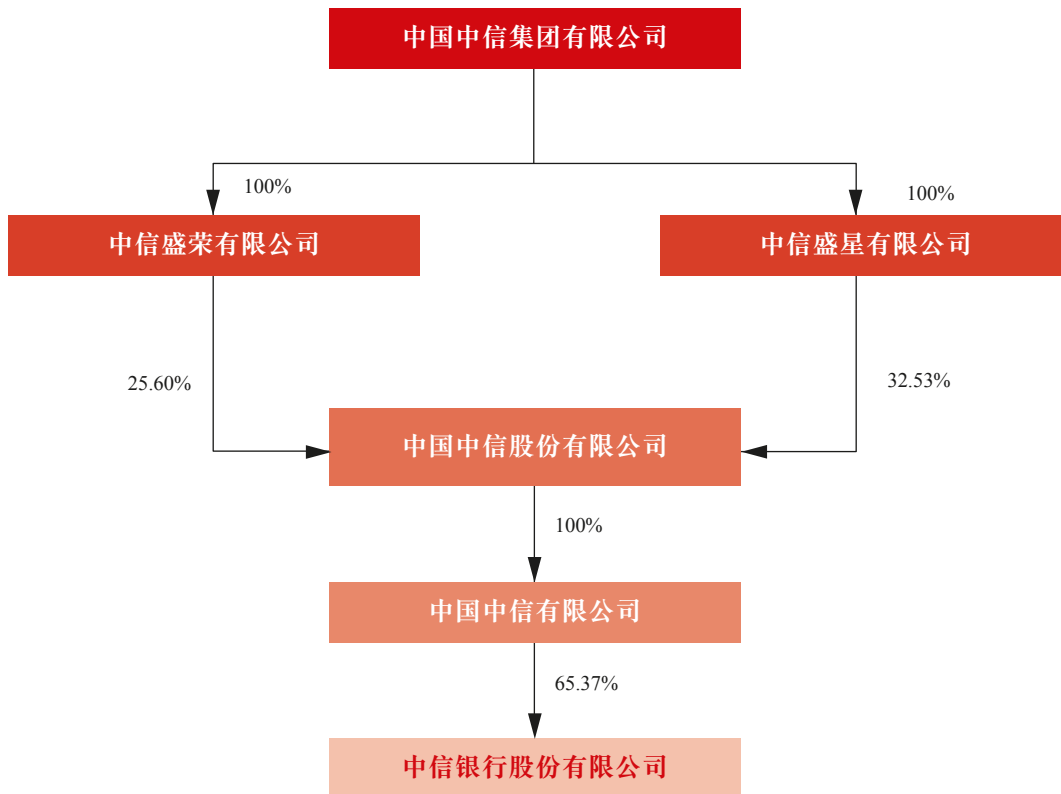 中国中信集团有限公司
100%
100%
中信盛荣有限公司
中信盛星有限公司
25.60%
32.53%
中国中信股份有限公司
100%
中国中信有限公司
65.37%
中信银行股份有限公司